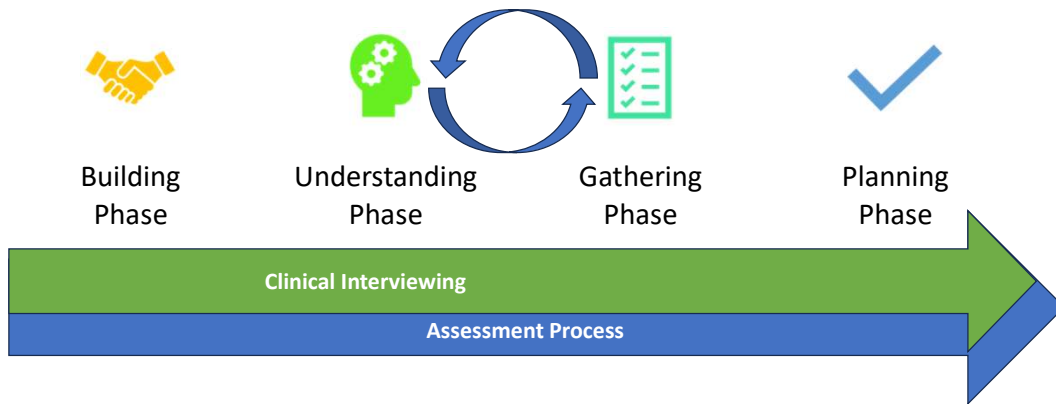 Building
Phase
Understanding
Phase
Gathering
Phase
Planning
Phase
Clinical Interviewing
Assessment Process